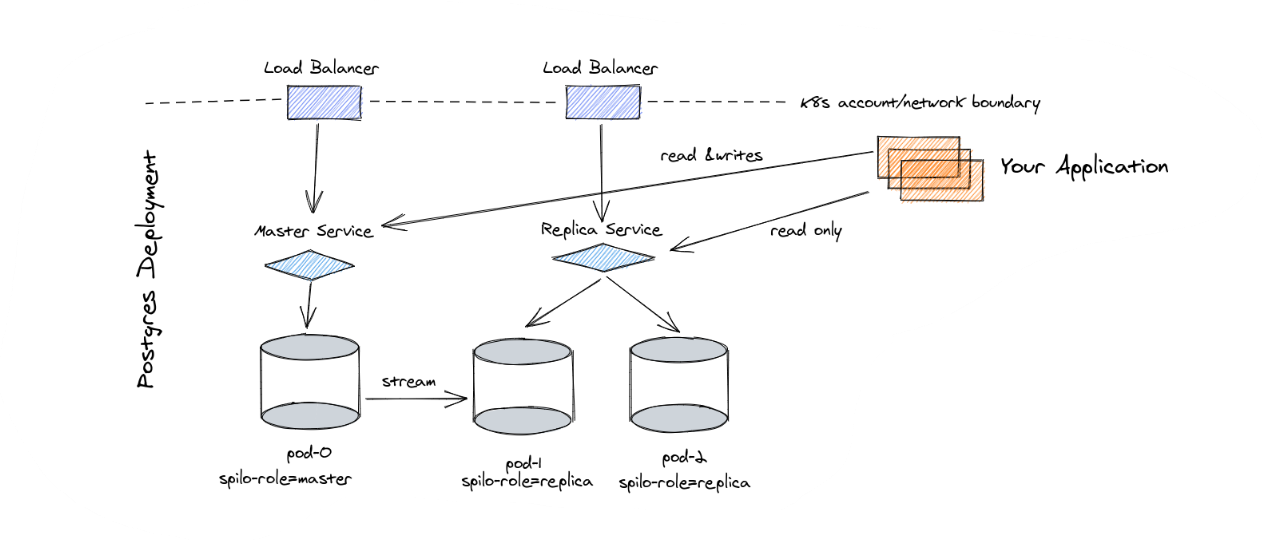 Load Balancer
Load Balancer
K8s account/network boundary
read & writes
Your Application
Postgres Deployment
Master Service
Replica Service
read only
stream
pod-0
spilo-role=master
pod-1
spilo-role=replica
pod-2
spilo-role=replica